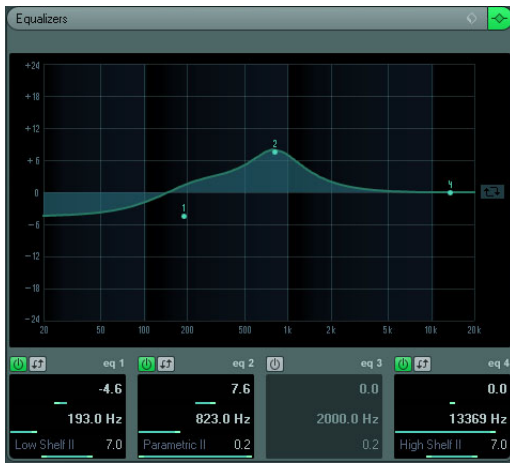 Equalizers
+24
+18
+12
+6
0
-6
-12
-18
-24
1
2
4
20 50 100 200 500 1k 2k 5k 10k 20k
eq 1 eq 2 eq 3 eq 4
-4.6 7.6 0.0 0.0
193.0 Hz 823.0 Hz 2000.0 Hz 13369 Hz
Low Shelf II 7.0 Parametric II 0.2 0.2 High Shelf II 7.0